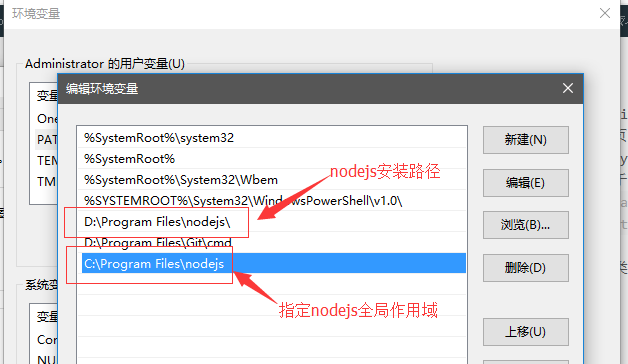 环境变量
Administrator 的用户变量(U)
编辑环境变量
变量
One
PAT
TEM
TM
%SystemRoot%\system32
%SystemRoot%
%SystemRoot%\System32\Wbem
%SYSTEMROOT%\System32\WindowsPowerShell\v1.0\
D:\Program Files\nodejs\
D:\Program Files\Git\cmd
C:\Program Files\nodejs
nodejs安装路径
指定nodejs全局作用域
新建(N)
编辑(E)
浏览(B)...
删除(D)
上移(U)
系统变
变量
Con
NU